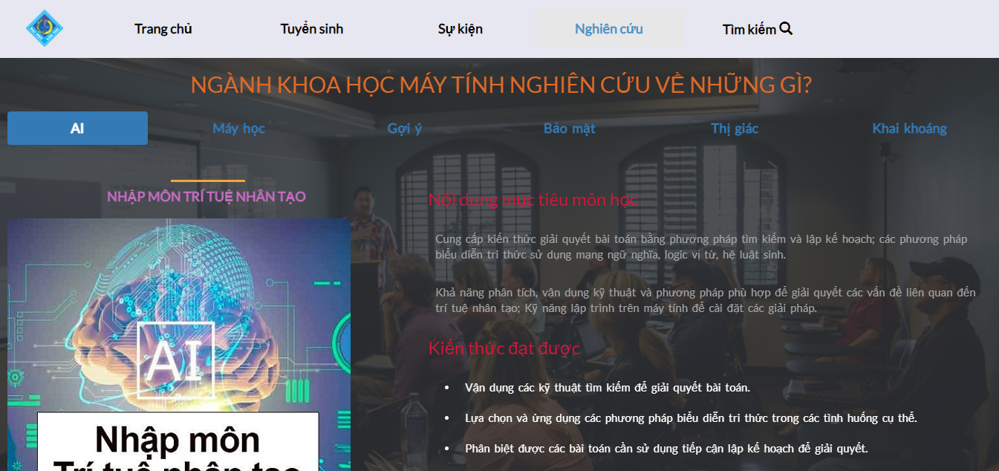 Trang chủ
Tuyển sinh
Sự kiện
Nghiên cứu
Tìm kiếm
NGÀNH KHOA HỌC MÁY TÍNH NGHIÊN CỨU VỀ NHỮNG GÌ?
AI
Máy học
Gợi ý
Bảo mật
Thị giác
Khai khoáng
NHẬP MÔN TRÍ TUỆ NHÂN TẠO
AI
Nhập môn
Trí tuệ nhân tạo
Nội dung mục tiêu môn học
Cung cấp kiến thức giải quyết bài toán bằng phương pháp tìm kiếm và lập kế hoạch; các phương pháp
biểu diễn tri thức sử dụng mạng ngữ nghĩa, logic vị từ, hệ luật sinh.
Khả năng phân tích, vận dụng kỹ thuật và phương pháp phù hợp để giải quyết các vấn đề liên quan đến
trí tuệ nhân tạo; Kỹ năng lập trình trên máy tính để cài đặt các giải pháp.
Kiến thức đạt được
• Vận dụng các kỹ thuật tìm kiếm để giải quyết bài toán.
• Lựa chọn và ứng dụng các phương pháp biểu diễn tri thức trong các tình huống cụ thể.
• Phân biệt được các bài toán cần sử dụng tiếp cận lập kế hoạch để giải quyết.